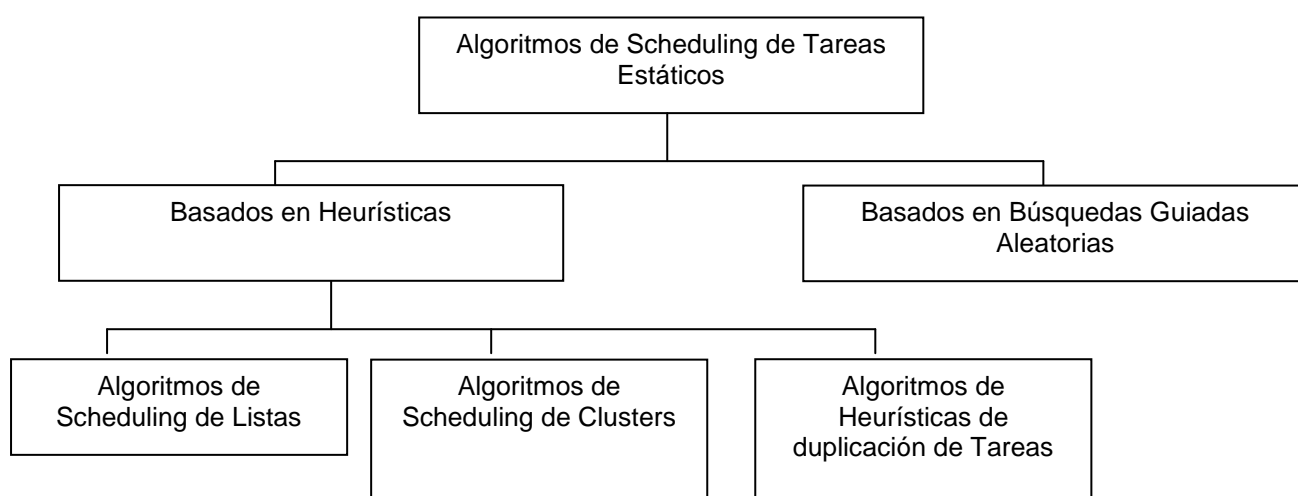 Algoritmos de Scheduling de Tareas
Estáticos
Basados en Heurísticas
Basados en Búsquedas Guiadas
Aleatorias
Algoritmos de
Scheduling de Listas
Algoritmos de
Scheduling de Clusters
Algoritmos de
Heurísticas de
duplicación de Tareas